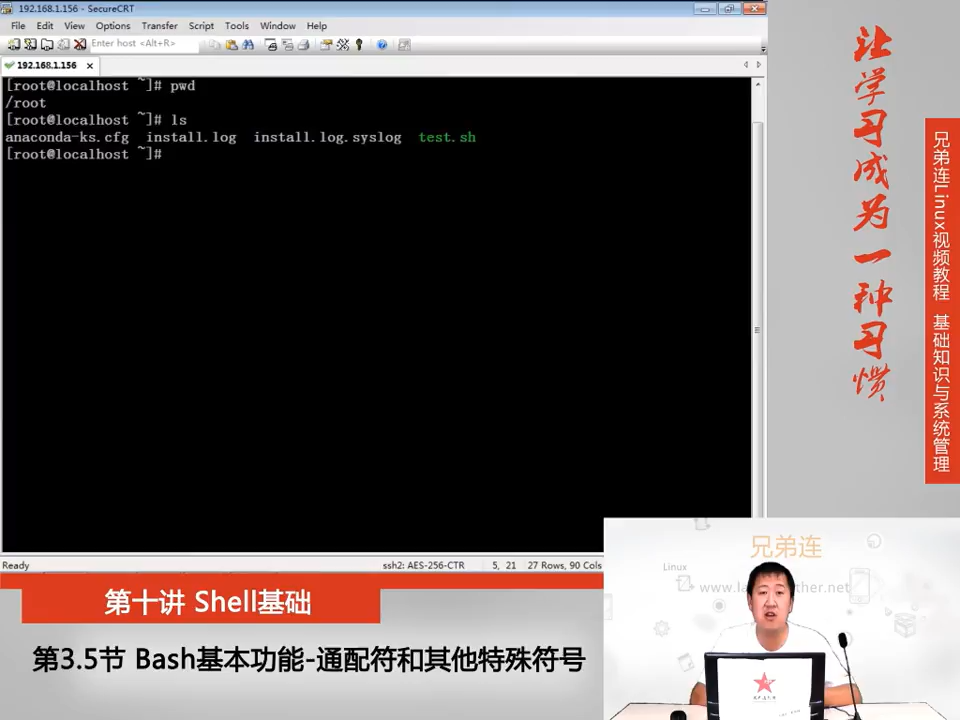 192.168.1.156 - SecureCRT
File Edit View Options Transfer Script Tools Window Help
Enter host <Alt+R>
192.168.1.156
[root@localhost ~]# pwd
/root
[root@localhost ~]# ls
anaconda-ks.cfg install.log install.log.syslog test.sh
[root@localhost ~]#
Ready
ssh2: AES-256-CTR 5, 21 27 Rows, 90 Cols
让学习成为一种习惯
兄弟连Linux视频教程 基础知识与系统管理
第十讲 Shell基础
第3.5节 Bash基本功能-通配符和其他特殊符号
兄弟连
Linux